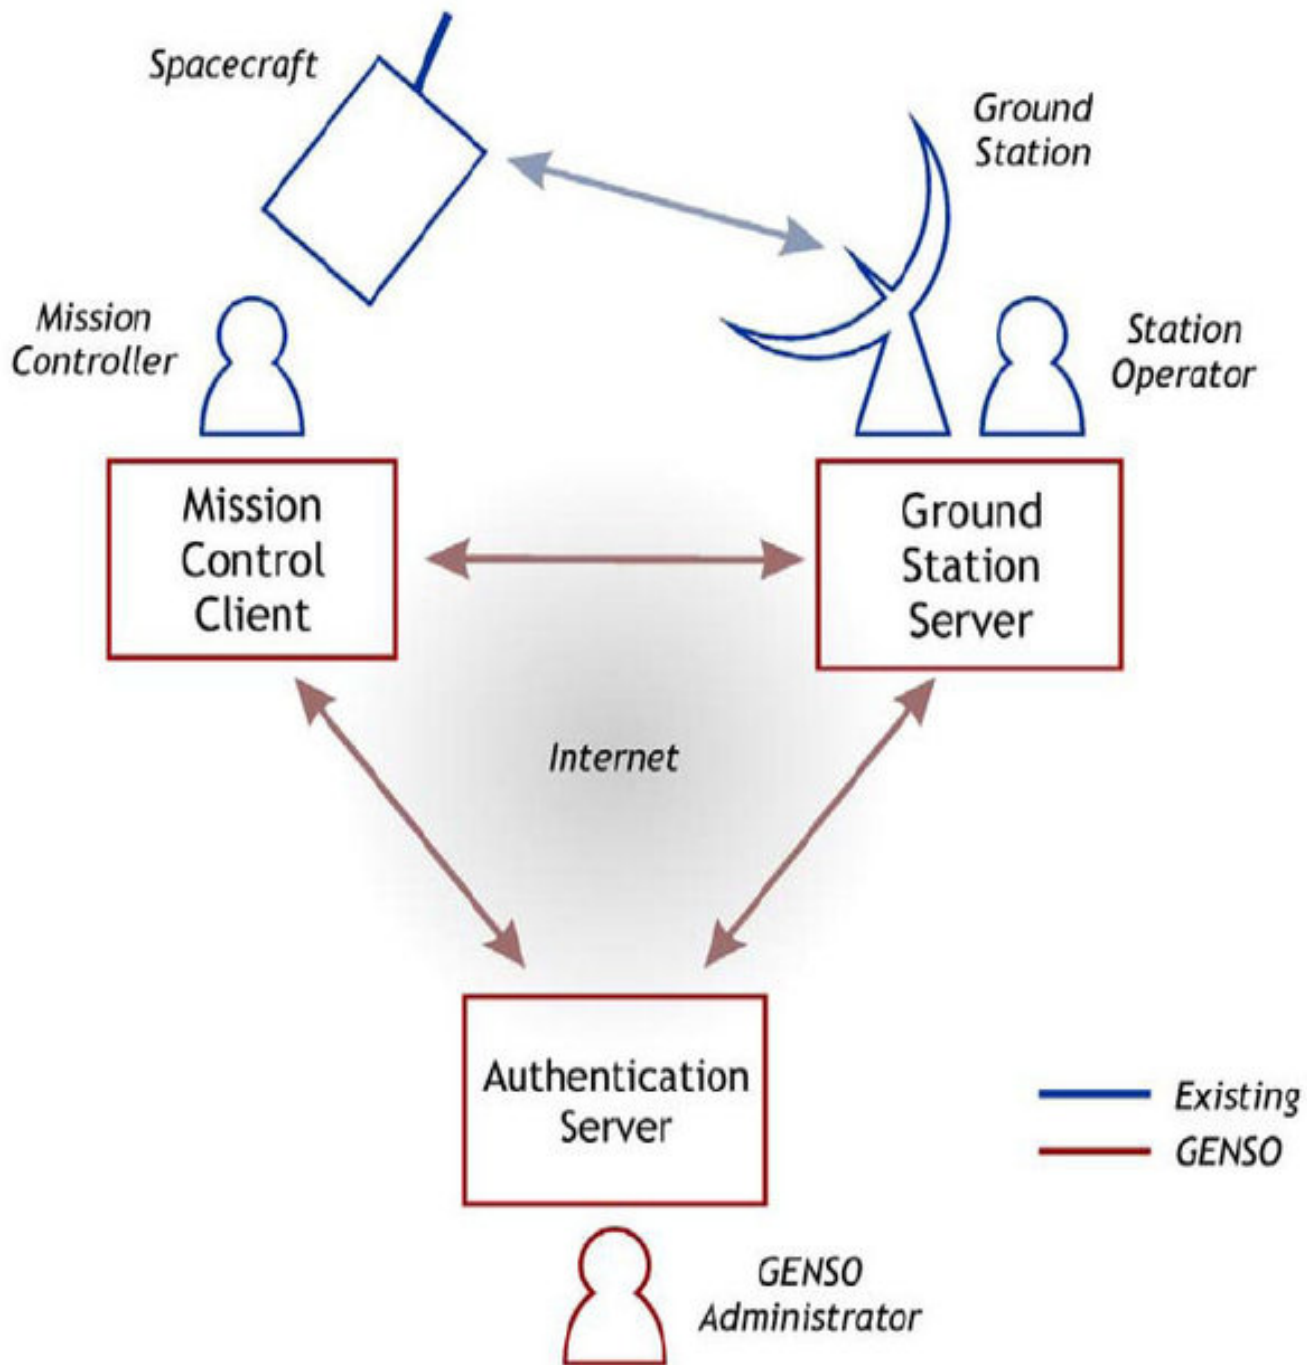 Spacecraft
Ground
Station
Mission
Controller
Station
Operator
Mission
Control
Client
Ground
Station
Server
Internet
Authentication
Server
Existing
GENSO
GENSO
Administrator